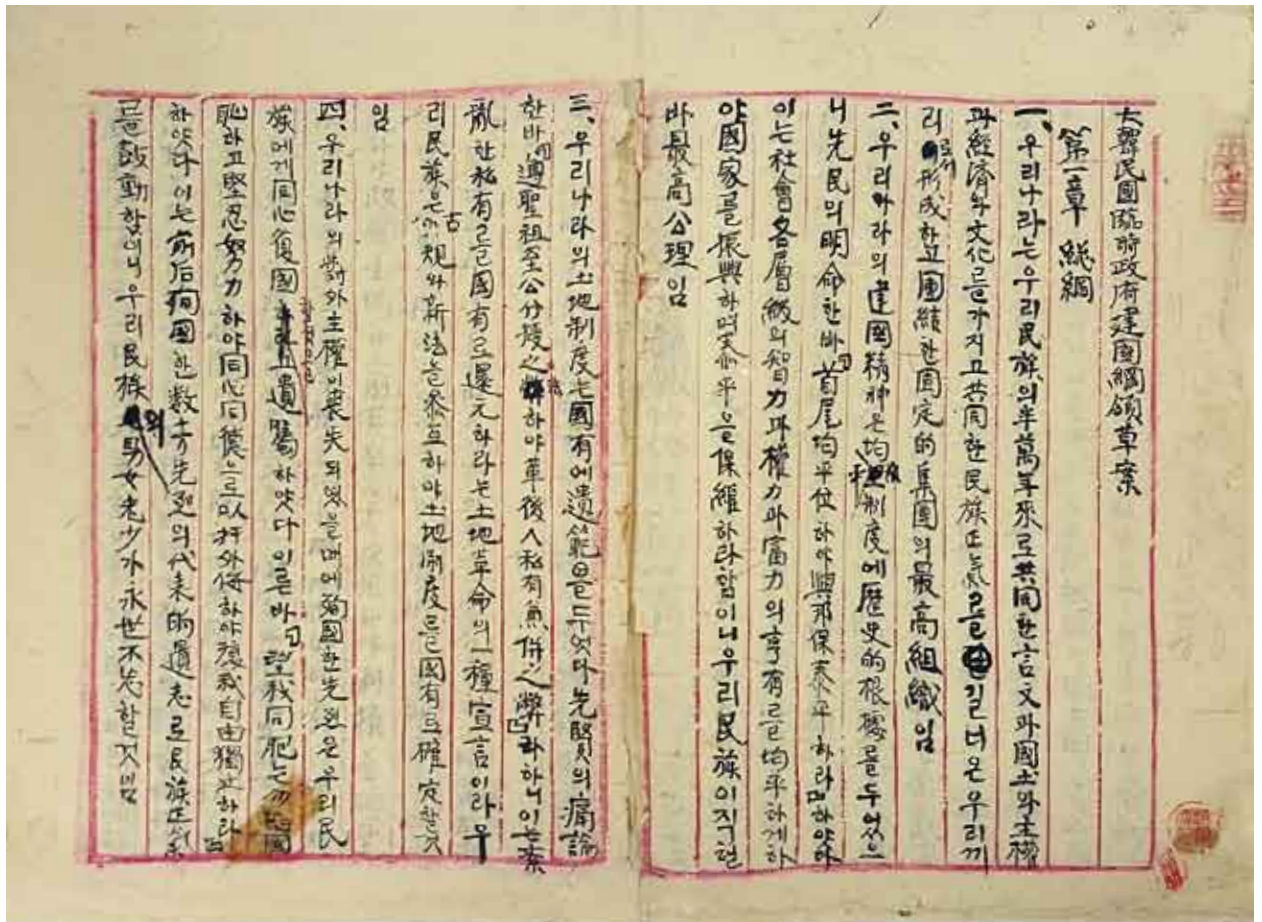 大韓民國臨時政府建國綱領草案
第一章 総綱
一、우리나라는우리民族의半萬年來로共同한言文과國土와主權
과經濟와文化를가지고共同한民族正氣를길너온우리끼
리로서形成하고團結한固定的集團의最高組織임
二、우리나라의建國精神은均制度에歷史的根據를두어쓰으
니先民의明命한바「首尾均平位하야興邦保泰平하라」하얏다
이는社會各層級의智力과權力과富力의享有를均平하게하
야國家를振興하며泰平을保維하라함이니우리民族이직힐
바最高公理임
三、우리나라의土地制度는國有에遺範을두엇다先賢의痛論
한바「遵聖祖至公分授之法하야革後人私有兼併之弊」라하니이는紊
亂한私有를國有로還元하라는土地革命의一種宣言이라우
리民族은古規와新法을參互하야土地制度를國有로確定할것
임
四、우리나라의對外主權이喪失되엿을때에殉國한先烈은우리民
族에게同心復國할것으로遺囑하얏다이른바「望我同胞는
恥하고堅忍努力하야同心同德으로以扞外侮하야復我自由獨立하라」
하얏다이는前后殉國한數十万先烈의代表的遺志로民族正氣
를鼓動함이니우리民族의男女老少가永世不忘할것임